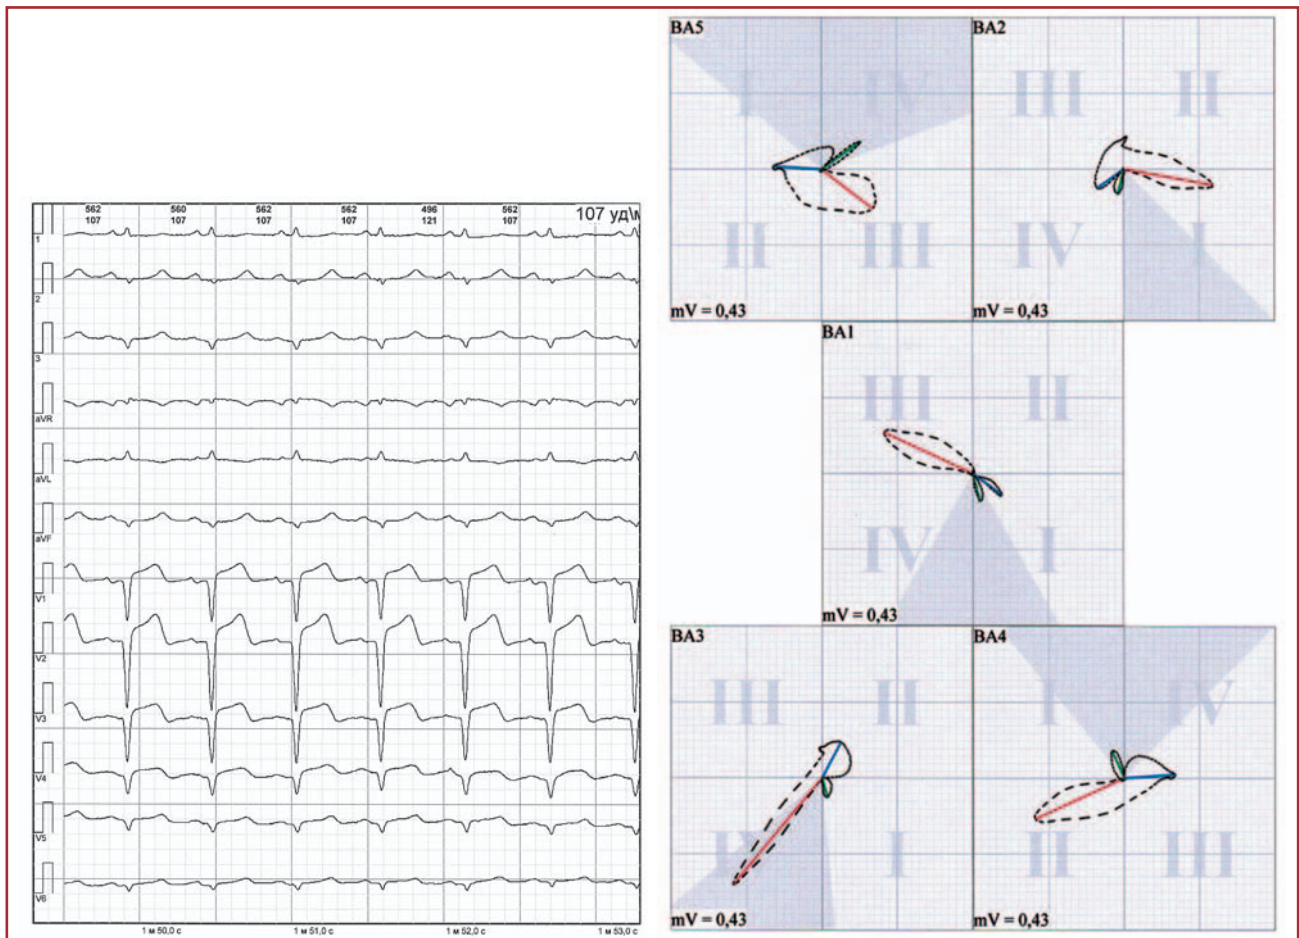 562 560 562 562 496 562
107 107 107 107 121 107
107 уд\м
1
2
3
aVR
aVL
aVF
V1
V2
V3
V4
V5
V6
1 м 50,0 с 1 м 51,0 с 1 м 52,0 с 1 м 53,0 с
BA5
I IV
II III
mV = 0,43
BA2
III II
IV I
mV = 0,43
BA1
III II
IV I
mV = 0,43
BA3
III II
IV I
mV = 0,43
BA4
I IV
II III
mV = 0,43